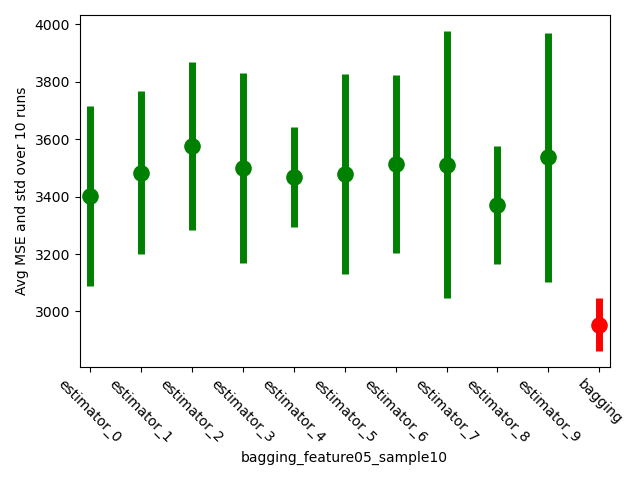 Avg MSE and std over 10 runs
4000
3800
3600
3400
3200
3000
estimator_0
estimator_1
estimator_2
estimator_3
estimator_4
estimator_5
estimator_6
estimator_7
estimator_8
estimator_9
bagging
bagging_feature05_sample10